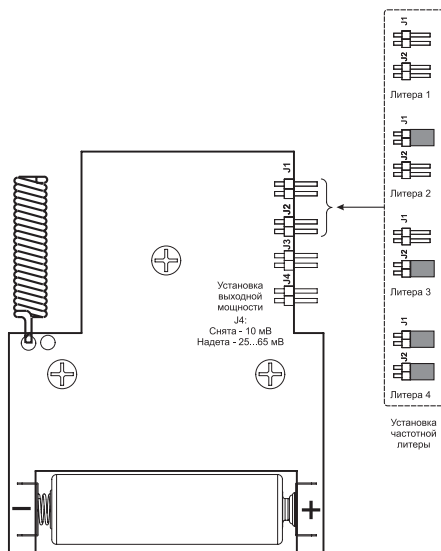 J1
J2
Литера 1
J1
J2
Литера 2
J1
J2
Литера 3
J1
J2
Литера 4
Установка
частотной
литеры
J1
J2
J3
J4
Установка
выходной
мощности
J4:
Снята - 10 мВ
Надета - 25...65 мВ
−
+